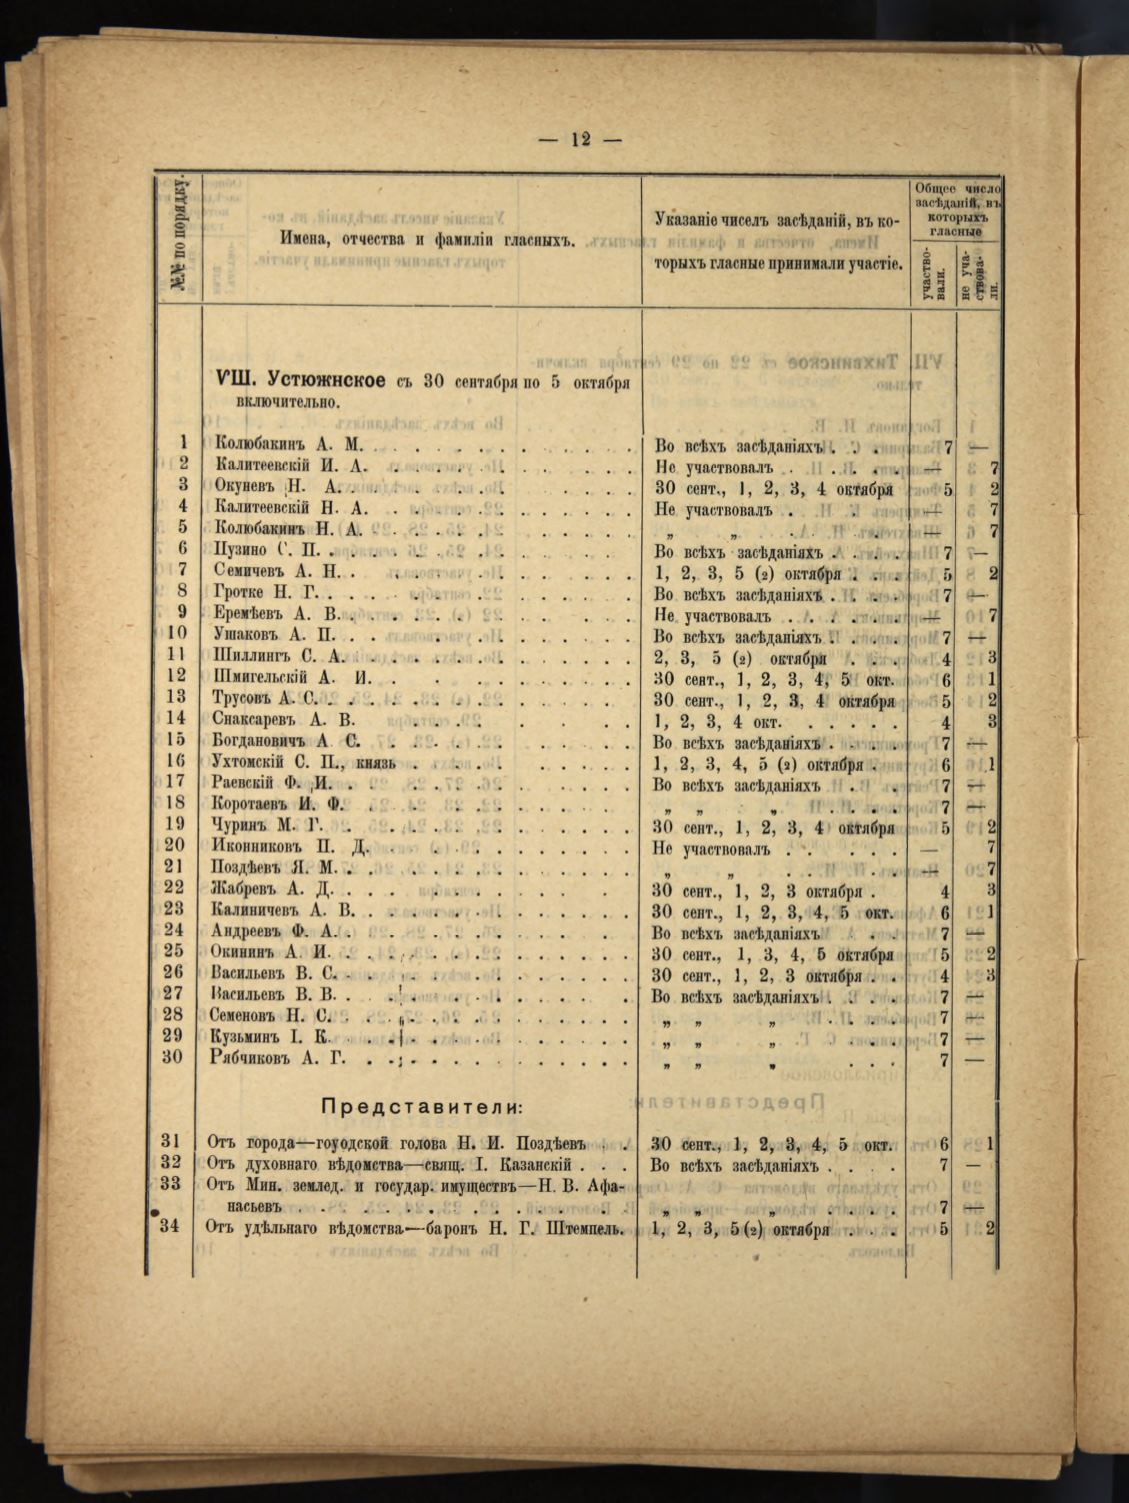 — 12 —
№№ по порядку.
Имена, отчества и фамиліи гласныхъ.
Указаніе чиселъ засѣданій, въ ко-
торыхъ гласные принимали участіе.
Общее число
засѣданій, въ
которыхъ
гласные
участво-
вали.
не уча-
ствова-
ли.
VIII. Устюжнское съ 30 сентября по 5 октября
включительно.
1 Колюбакинъ А. М. Во всѣхъ засѣданіяхъ . . . 7 —
2 Калитеевскій И. А. Не участвовалъ . . . . — 7
3 Окуневъ Н. А. 30 сент., 1, 2, 3, 4 октября 5 2
4 Калитеевскій Н. А. Не участвовалъ . — 7
5 Колюбакинъ Н. А. „ „ — 7
6 Пузино С. П. Во всѣхъ засѣданіяхъ . . . . 7 —
7 Семичевъ А. Н. 1, 2, 3, 5 (2) октября . . . 5 2
8 Гротке Н. Г. Во всѣхъ засѣданіяхъ . . . . 7 —
9 Еремѣевъ А. В. Не участвовалъ . . . . . . — 7
10 Ушаковъ А. П. Во всѣхъ засѣданіяхъ . . . . 7 —
11 Шиллингъ С. А. 2, 3, 5 (2) октября . . . 4 3
12 Шмигельскій А. И. 30 сент., 1, 2, 3, 4, 5 окт. 6 1
13 Трусовъ А. С. 30 сент., 1, 2, 3, 4 октября 5 2
14 Снаксаревъ А. В. 1, 2, 3, 4 окт. . . . . . 4 3
15 Богдановичъ А. С. Во всѣхъ засѣданіяхъ . . . . 7 —
16 Ухтомскій С. П., князь 1, 2, 3, 4, 5 (2) октября . 6 1
17 Раевскій Ф. И. Во всѣхъ засѣданіяхъ . . 7 —
18 Коротаевъ И. Ф. „ „ „ . . . . 7 —
19 Чуринъ М. Г. 30 сент., 1, 2, 3, 4 октября 5 2
20 Иконниковъ П. Д. Не участвовалъ . . . . . — 7
21 Поздѣевъ Я. М. „ „ . . . . — 7
22 Жабревъ А. Д. 30 сент., 1, 2, 3 октября . 4 3
23 Калиничевъ А. В. 30 сент., 1, 2, 3, 4, 5 окт. 6 1
24 Андреевъ Ф. А. Во всѣхъ засѣданіяхъ . . . 7 —
25 Окининъ А. И. 30 сент., 1, 3, 4, 5 октября 5 2
26 Васильевъ В. С. 30 сент., 1, 2, 3 октября . . 4 3
27 Васильевъ В. В. Во всѣхъ засѣданіяхъ . . . . 7 —
28 Семеновъ Н. С. „ „ „ . . . . 7 —
29 Кузьминъ І. К. „ „ „ . . . 7 —
30 Рябчиковъ А. Г. „ „ „ . . . 7 —
Представители:
31 Отъ города—гоуодской голова Н. И. Поздѣевъ . . 30 сент., 1, 2, 3, 4, 5 окт. 6 1
32 Отъ духовнаго вѣдомства—свящ. І. Казанскій . . . Во всѣхъ засѣданіяхъ . . . . 7 —
33 Отъ Мин. землед. и государ. имуществъ—Н. В. Афа-
насьевъ „ „ „ . . . . 7 —
34 Отъ удѣльнаго вѣдомства—баронъ Н. Г. Штемпель. 1, 2, 3, 5 (2) октября . . . 5 2